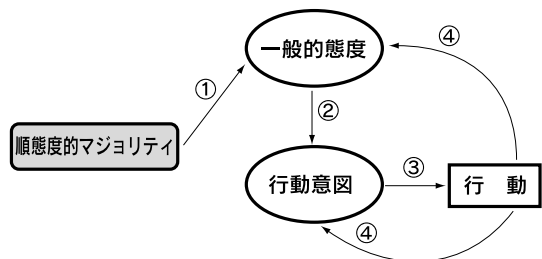 ④
一般的態度
①
②
順態度的マジョリティ
③
行動意図
行　動
④